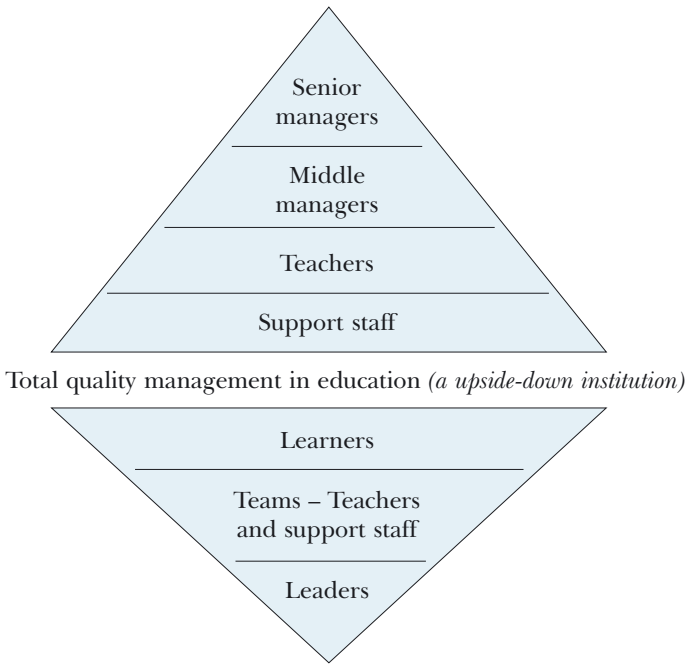 Senior
managers
Middle
managers
Teachers
Support staff
Total quality management in education (a upside-down institution)
Learners
Teams – Teachers
and support staff
Leaders